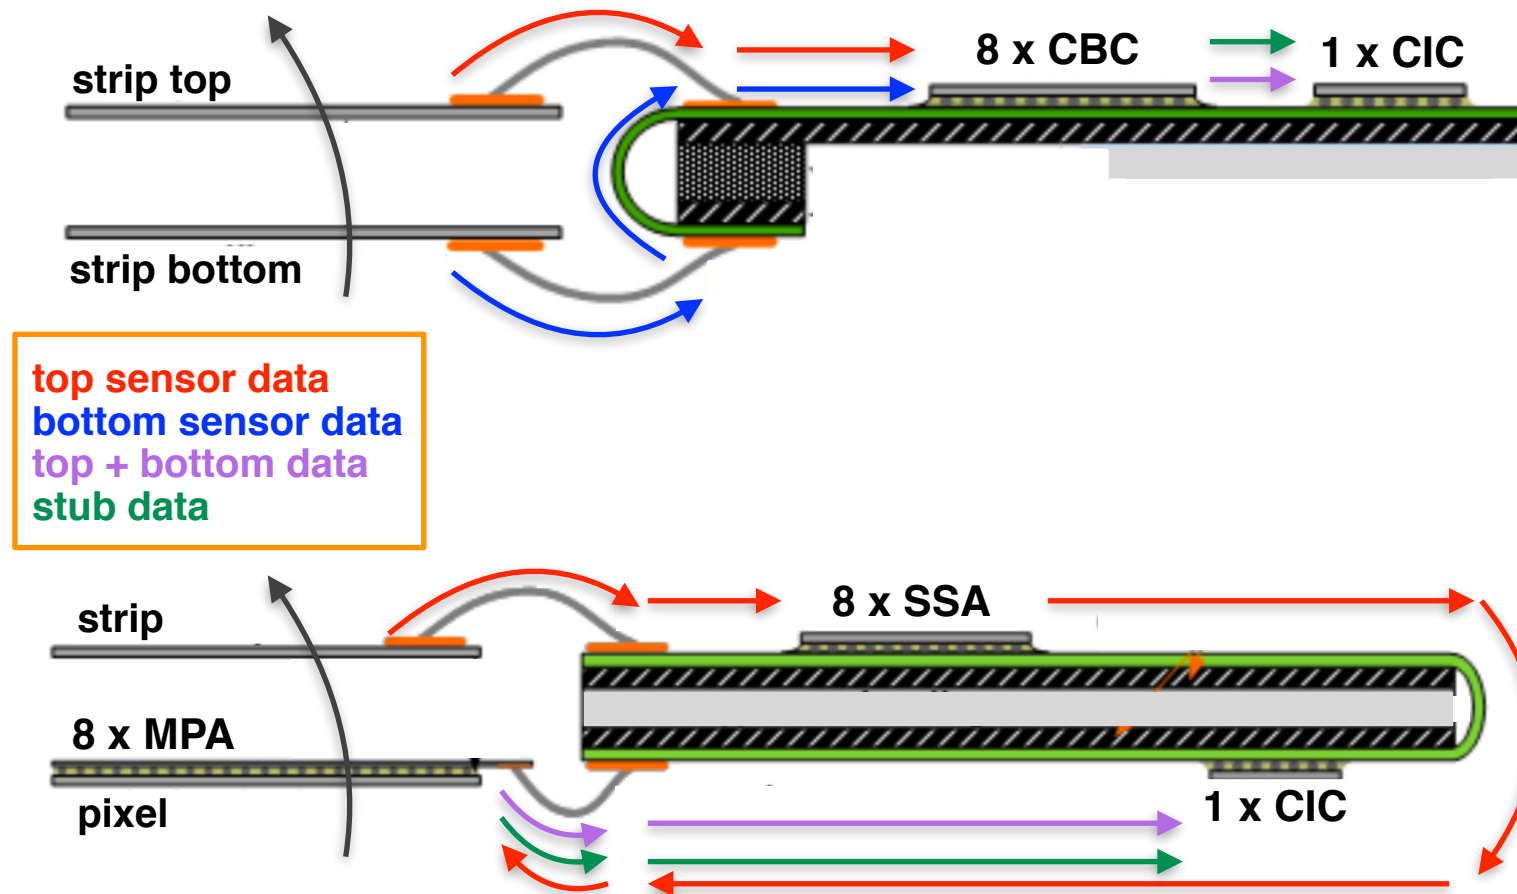 strip top
8 x CBC
1 x CIC
strip bottom
top sensor data
bottom sensor data
top + bottom data
stub data
strip
8 x SSA
8 x MPA
pixel
1 x CIC